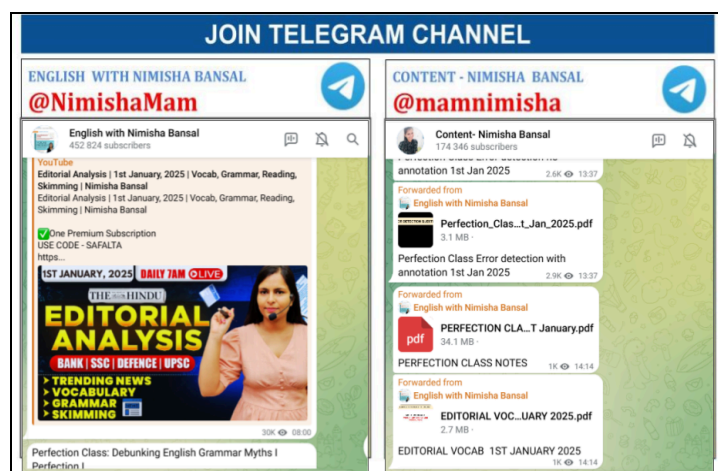 JOIN TELEGRAM CHANNEL
ENGLISH WITH NIMISHA BANSAL
@NimishaMam
English with Nimisha Bansal
452 824 subscribers
YouTube
Editorial Analysis | 1st January, 2025 | Vocab, Grammar, Reading,
Skimming | Nimisha Bansal
Editorial Analysis | 1st January, 2025 | Vocab, Grammar, Reading,
Skimming | Nimisha Bansal
✅One Premium Subscription
USE CODE - SAFALTA
https...
1ST JANUARY, 2025 DAILY 7AM LIVE
THE HINDU
EDITORIAL
ANALYSIS
BANK | SSC | DEFENCE | UPSC
> TRENDING NEWS
> VOCABULARY
> GRAMMAR
> SKIMMING
30K 08:00
Perfection Class: Debunking English Grammar Myths l
Perfection l
CONTENT - NIMISHA BANSAL
@mamnimisha
Content- Nimisha Bansal
174 346 subscribers
Perfection Class Error detection no
annotation 1st Jan 2025
2.6K 13:37
Forwarded from
English with Nimisha Bansal
Perfection_Clas...t_Jan_2025.pdf
3.1 MB ·
Perfection Class Error detection with
annotation 1st Jan 2025
2.9K 13:37
Forwarded from
English with Nimisha Bansal
pdf
PERFECTION CLA...T January.pdf
34.1 MB ·
PERFECTION CLASS NOTES
1K 14:14
Forwarded from
English with Nimisha Bansal
EDITORIAL VOC...UARY 2025.pdf
2.7 MB ·
EDITORIAL VOCAB 1ST JANUARY 2025
1K 14:14